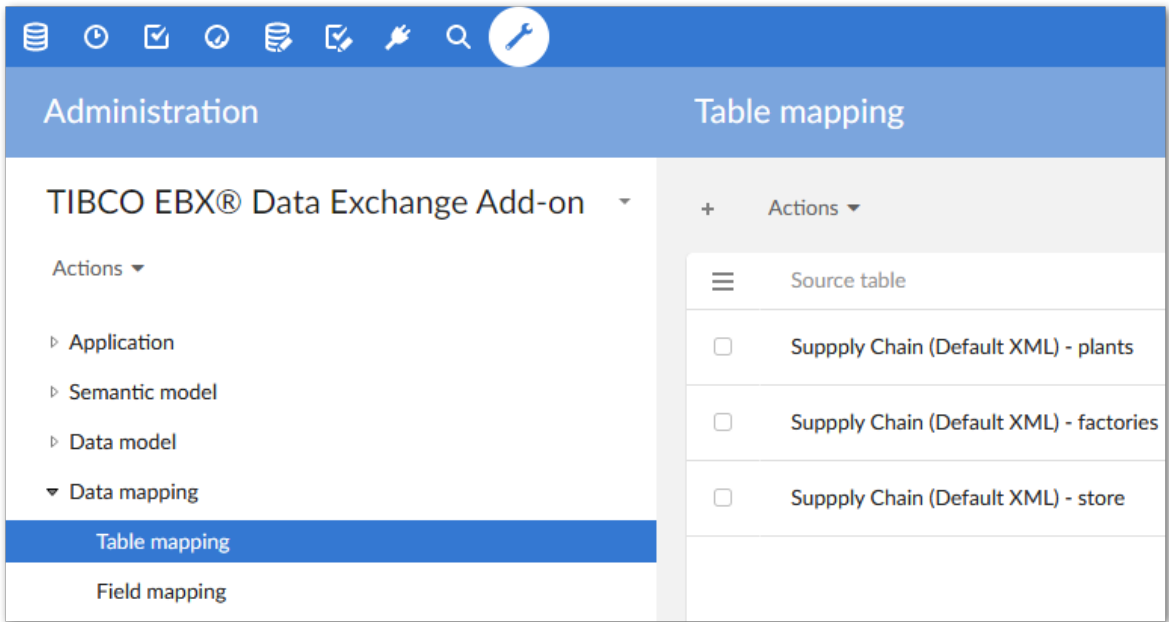 Administration
Table mapping
TIBCO EBX® Data Exchange Add-on
Actions
Application
Semantic model
Data model
Data mapping
Table mapping
Field mapping
Actions
Source table
Suppply Chain (Default XML) - plants
Suppply Chain (Default XML) - factories
Suppply Chain (Default XML) - store